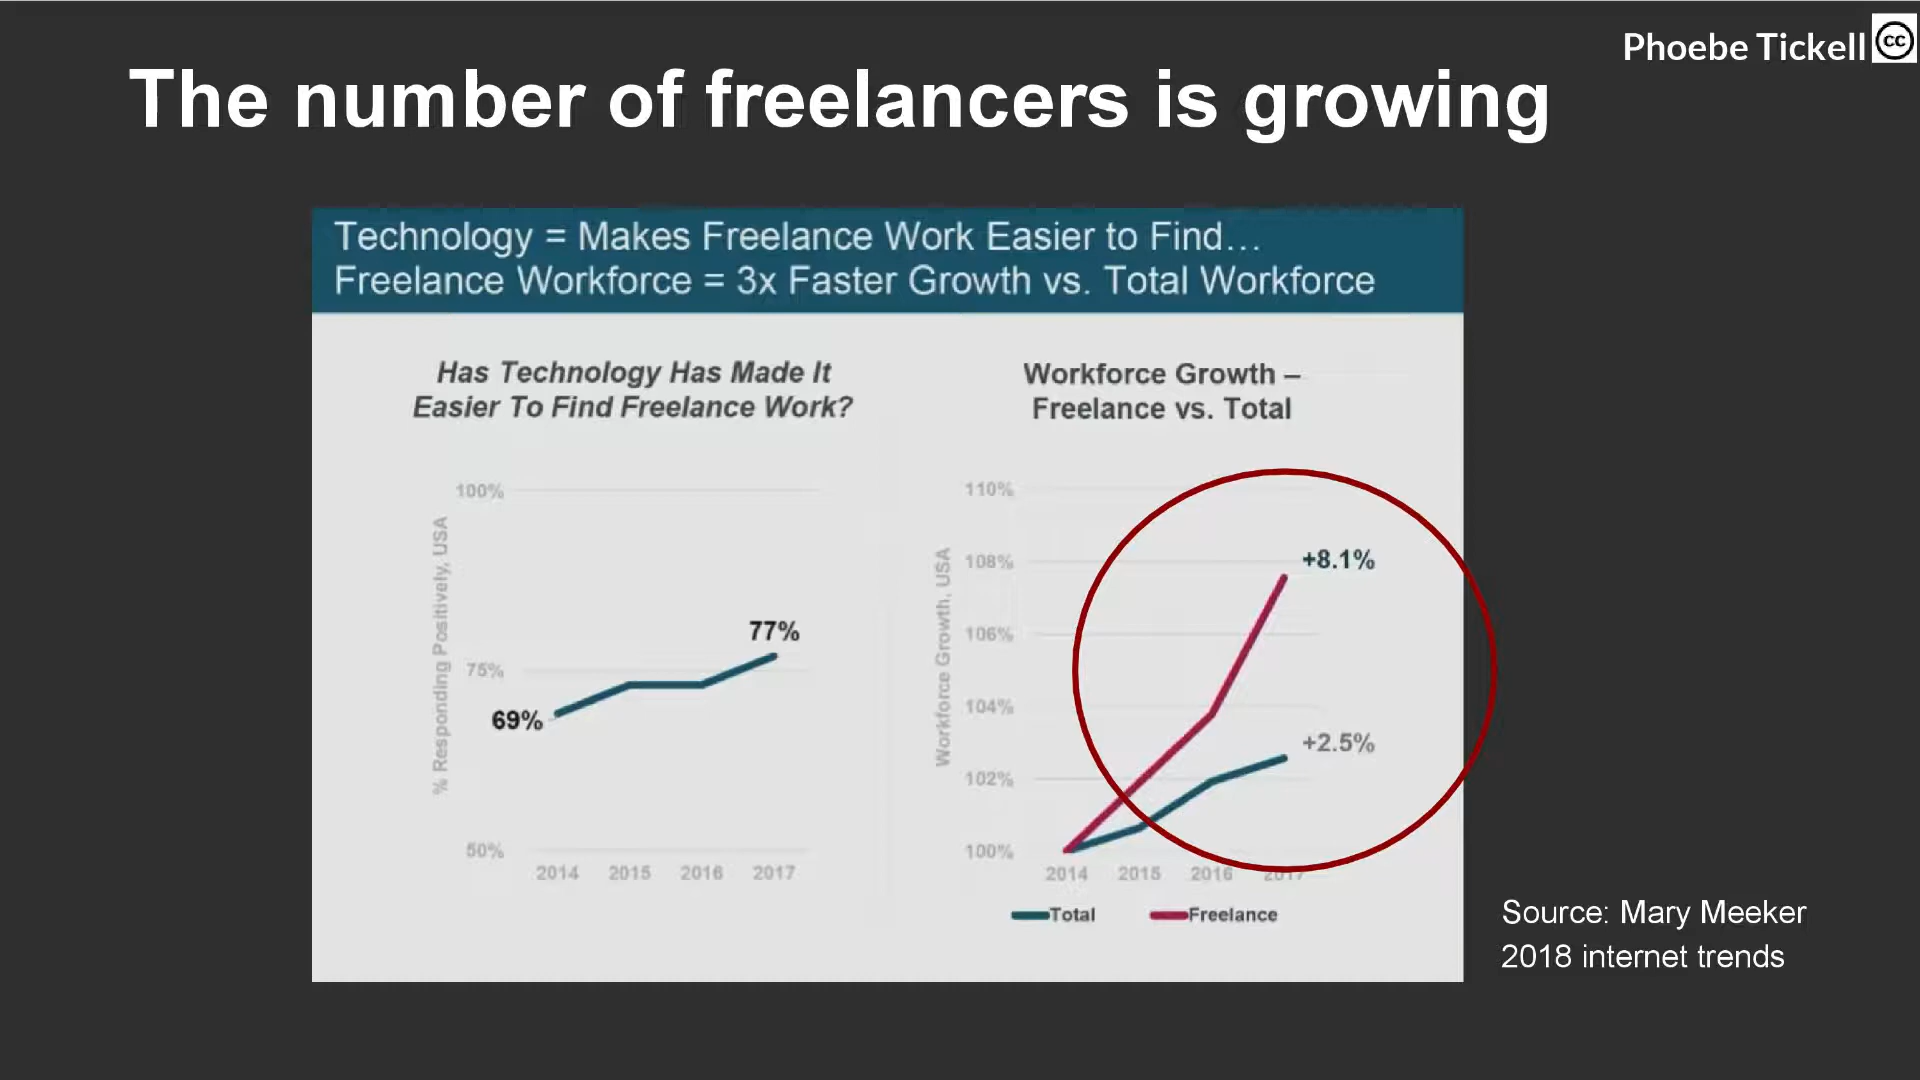 Phoebe Tickell
cc
The number of freelancers is growing
Technology = Makes Freelance Work Easier to Find…
Freelance Workforce = 3x Faster Growth vs. Total Workforce
Has Technology Has Made It
Easier To Find Freelance Work?
% Responding Positively, USA
100%
75%
50%
69%
77%
2014 2015 2016 2017
Workforce Growth –
Freelance vs. Total
Workforce Growth, USA
110%
108%
106%
104%
102%
100%
+8.1%
+2.5%
2014 2015 2016 2017
Total Freelance
Source: Mary Meeker
2018 internet trends